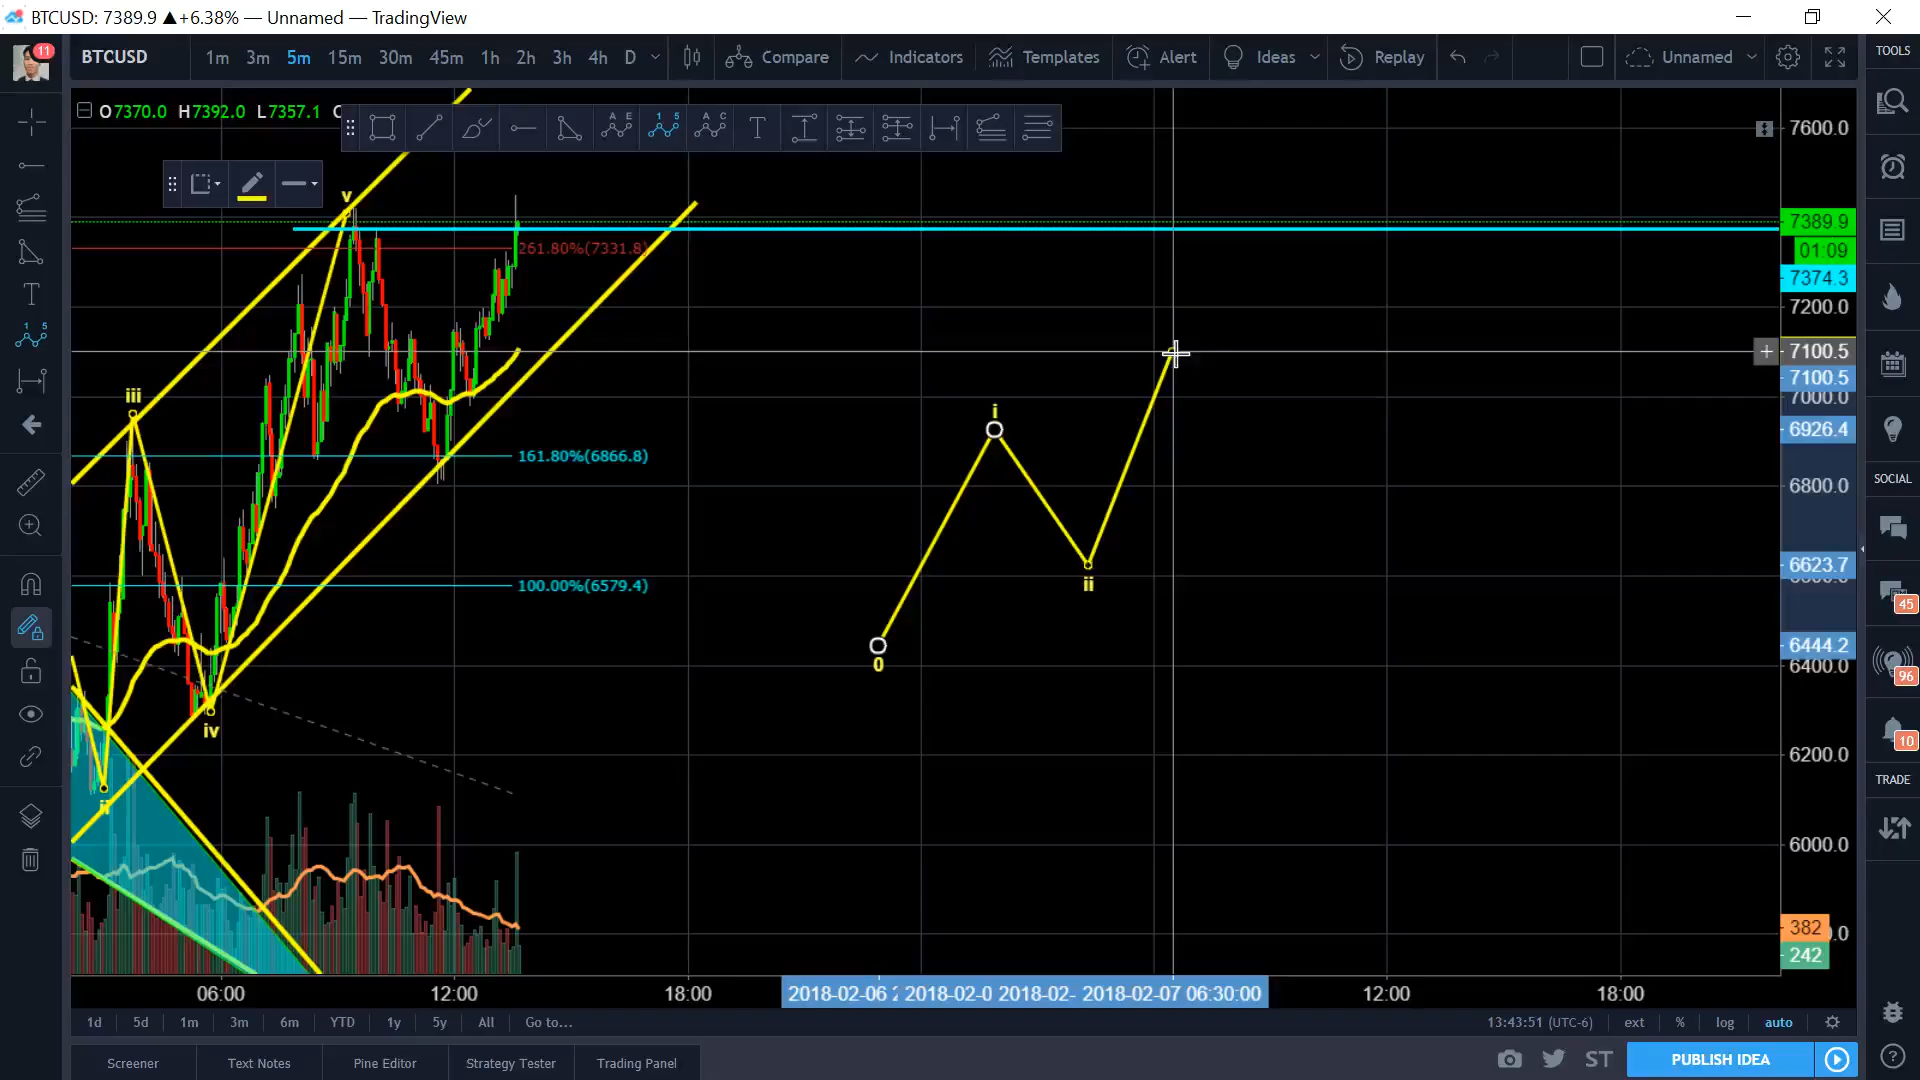 BTCUSD: 7389.9 ▲+6.38% — Unnamed — TradingView
11
BTCUSD 1m 3m 5m 15m 30m 45m 1h 2h 3h 4h D Compare Indicators Templates Alert Ideas Replay Unnamed
TOOLS
O7370.0 H7392.0 L7357.1
7600.0
7389.9
01:09
7374.3
7200.0
7100.5
7100.5
7000.0
6926.4
6800.0
6623.7
6444.2
6400.0
6200.0
6000.0
382
242
v
261.80%(7331.8)
iii
i
161.80%(6866.8)
ii
100.00%(6579.4)
0
iv
ii
SOCIAL
45
96
10
TRADE
06:00 12:00 18:00 2018-02-06 2018-02-0 2018-02- 2018-02-07 06:30:00 12:00 18:00
1d 5d 1m 3m 6m YTD 1y 5y All Go to... 13:43:51 (UTC-6) ext % log auto
Screener Text Notes Pine Editor Strategy Tester Trading Panel ST PUBLISH IDEA